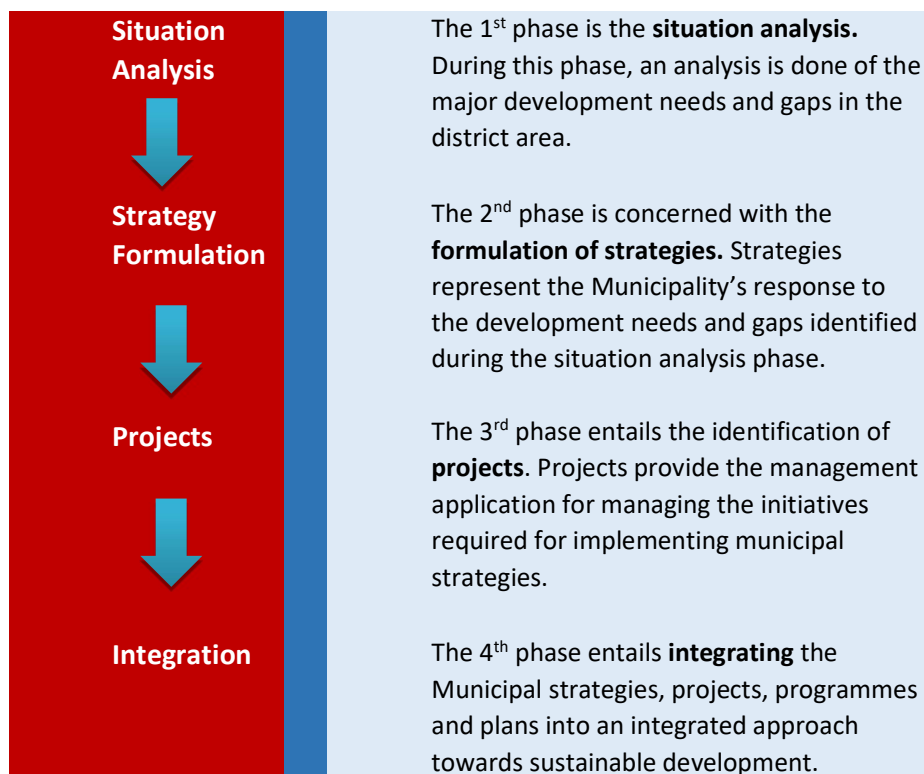 Situation
Analysis
The 1st phase is the situation analysis.
During this phase, an analysis is done of the
major development needs and gaps in the
district area.
Strategy
Formulation
The 2nd phase is concerned with the
formulation of strategies. Strategies
represent the Municipality’s response to
the development needs and gaps identified
during the situation analysis phase.
Projects
The 3rd phase entails the identification of
projects. Projects provide the management
application for managing the initiatives
required for implementing municipal
strategies.
Integration
The 4th phase entails integrating the
Municipal strategies, projects, programmes
and plans into an integrated approach
towards sustainable development.